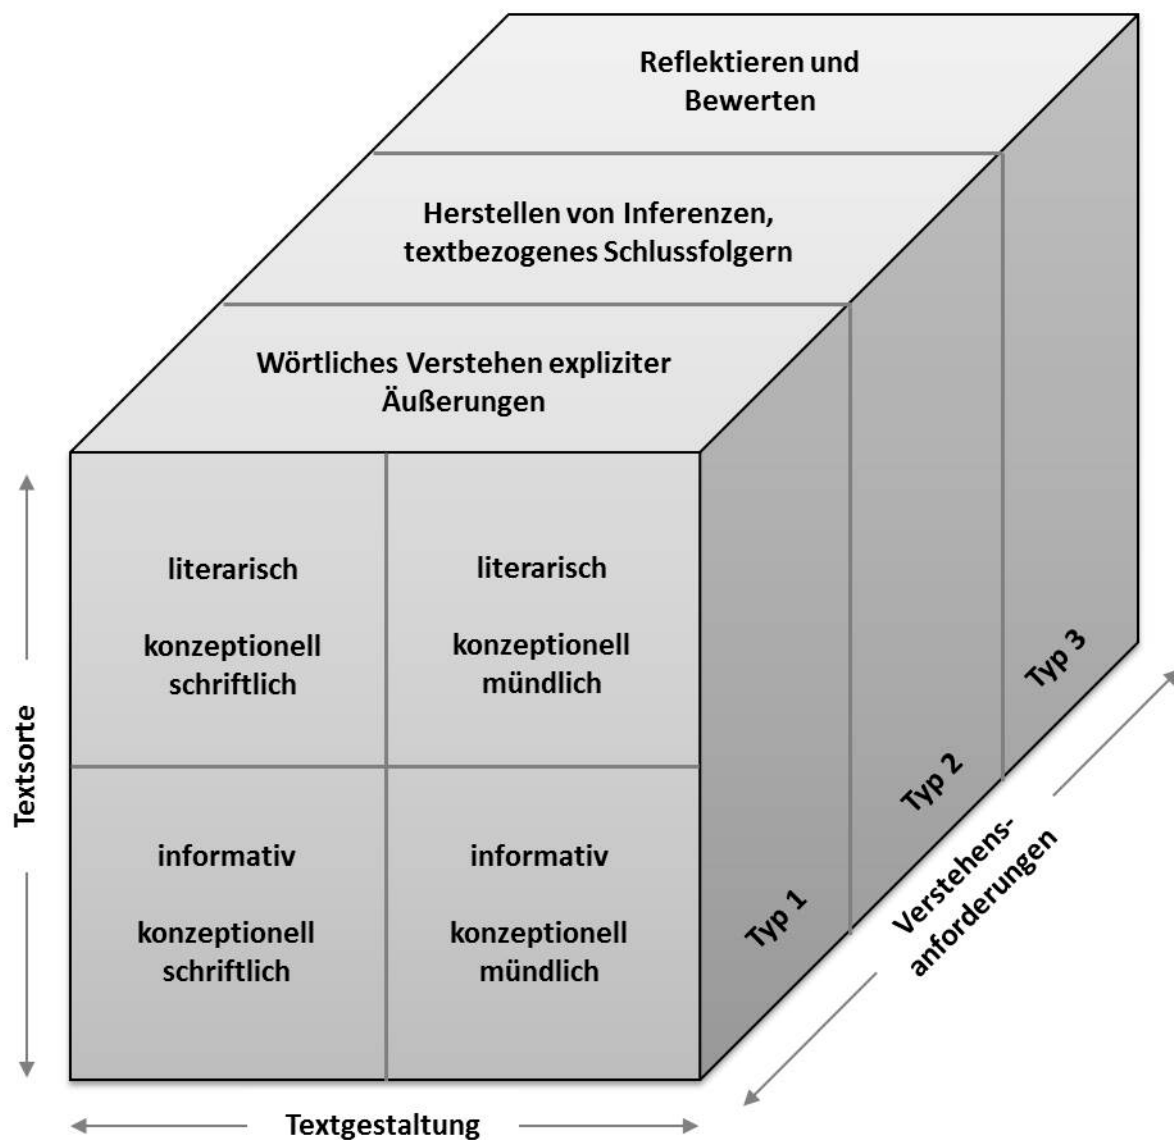 Reflektieren und
Bewerten
Herstellen von Inferenzen,
textbezogenes Schlussfolgern
Wörtliches Verstehen expliziter
Äußerungen
literarisch
konzeptionell
schriftlich
literarisch
konzeptionell
mündlich
informativ
konzeptionell
schriftlich
informativ
konzeptionell
mündlich
Typ 1
Typ 2
Typ 3
Textsorte
Textgestaltung
Verstehens-
anforderungen